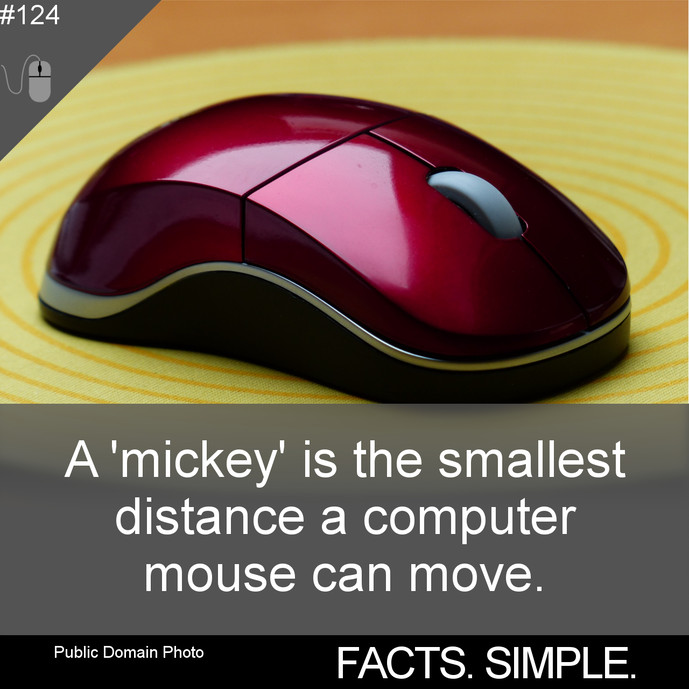 #124
A 'mickey' is the smallest
distance a computer
mouse can move.
Public Domain Photo
FACTS. SIMPLE.